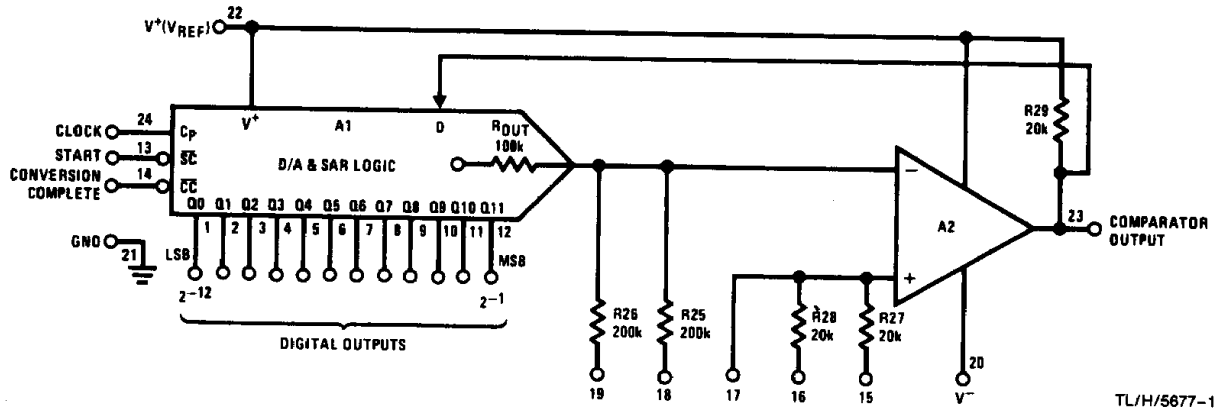 V+(VREF) 22
CLOCK 24 CP V+ A1 D ROUT 100k
START 13 SC
CONVERSION COMPLETE 14 CC
D/A & SAR LOGIC
Q0 Q1 Q2 Q3 Q4 Q5 Q6 Q7 Q8 Q9 Q10 Q11
1 2 3 4 5 6 7 8 9 10 11 12
GND 21
LSB MSB
2-12 2-1
DIGITAL OUTPUTS
R26 200k
R25 200k
R28 20k
R27 20k
R29 20k
− + A2
23 COMPARATOR OUTPUT
19 18 17 16 15
20 V−
TL/H/5677-1